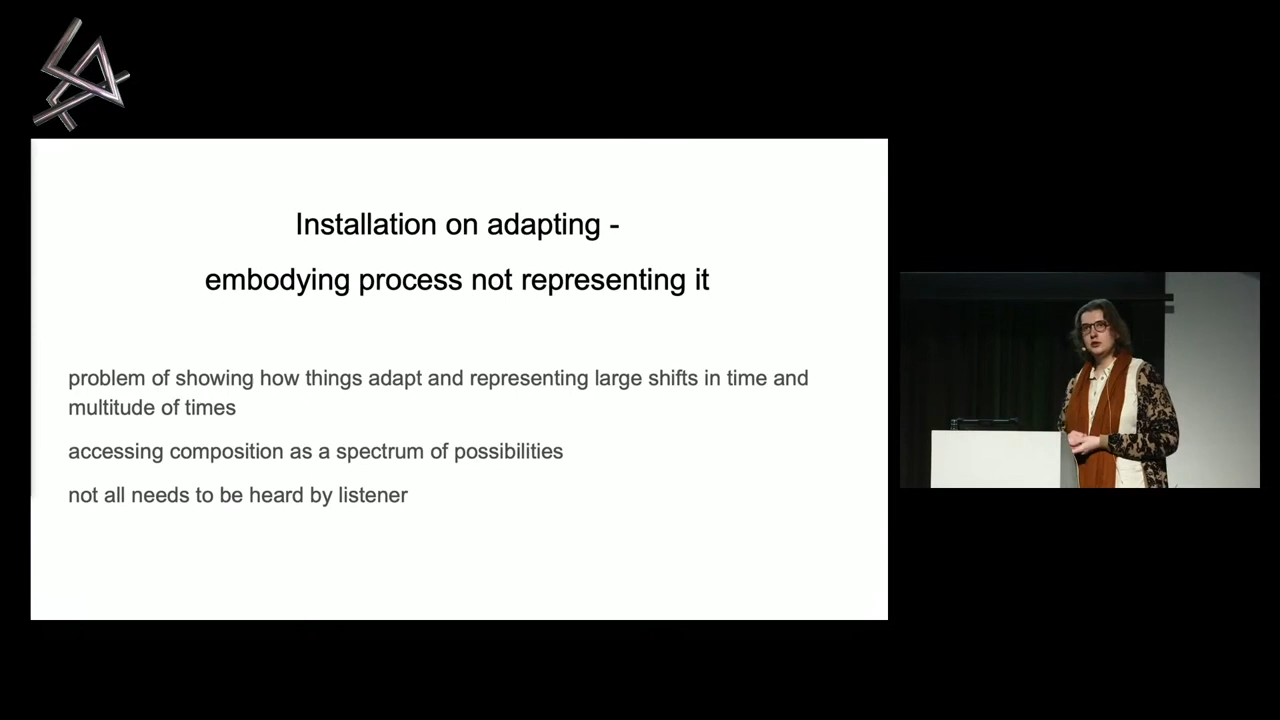 Installation on adapting -
embodying process not representing it
problem of showing how things adapt and representing large shifts in time and
multitude of times
accessing composition as a spectrum of possibilities
not all needs to be heard by listener